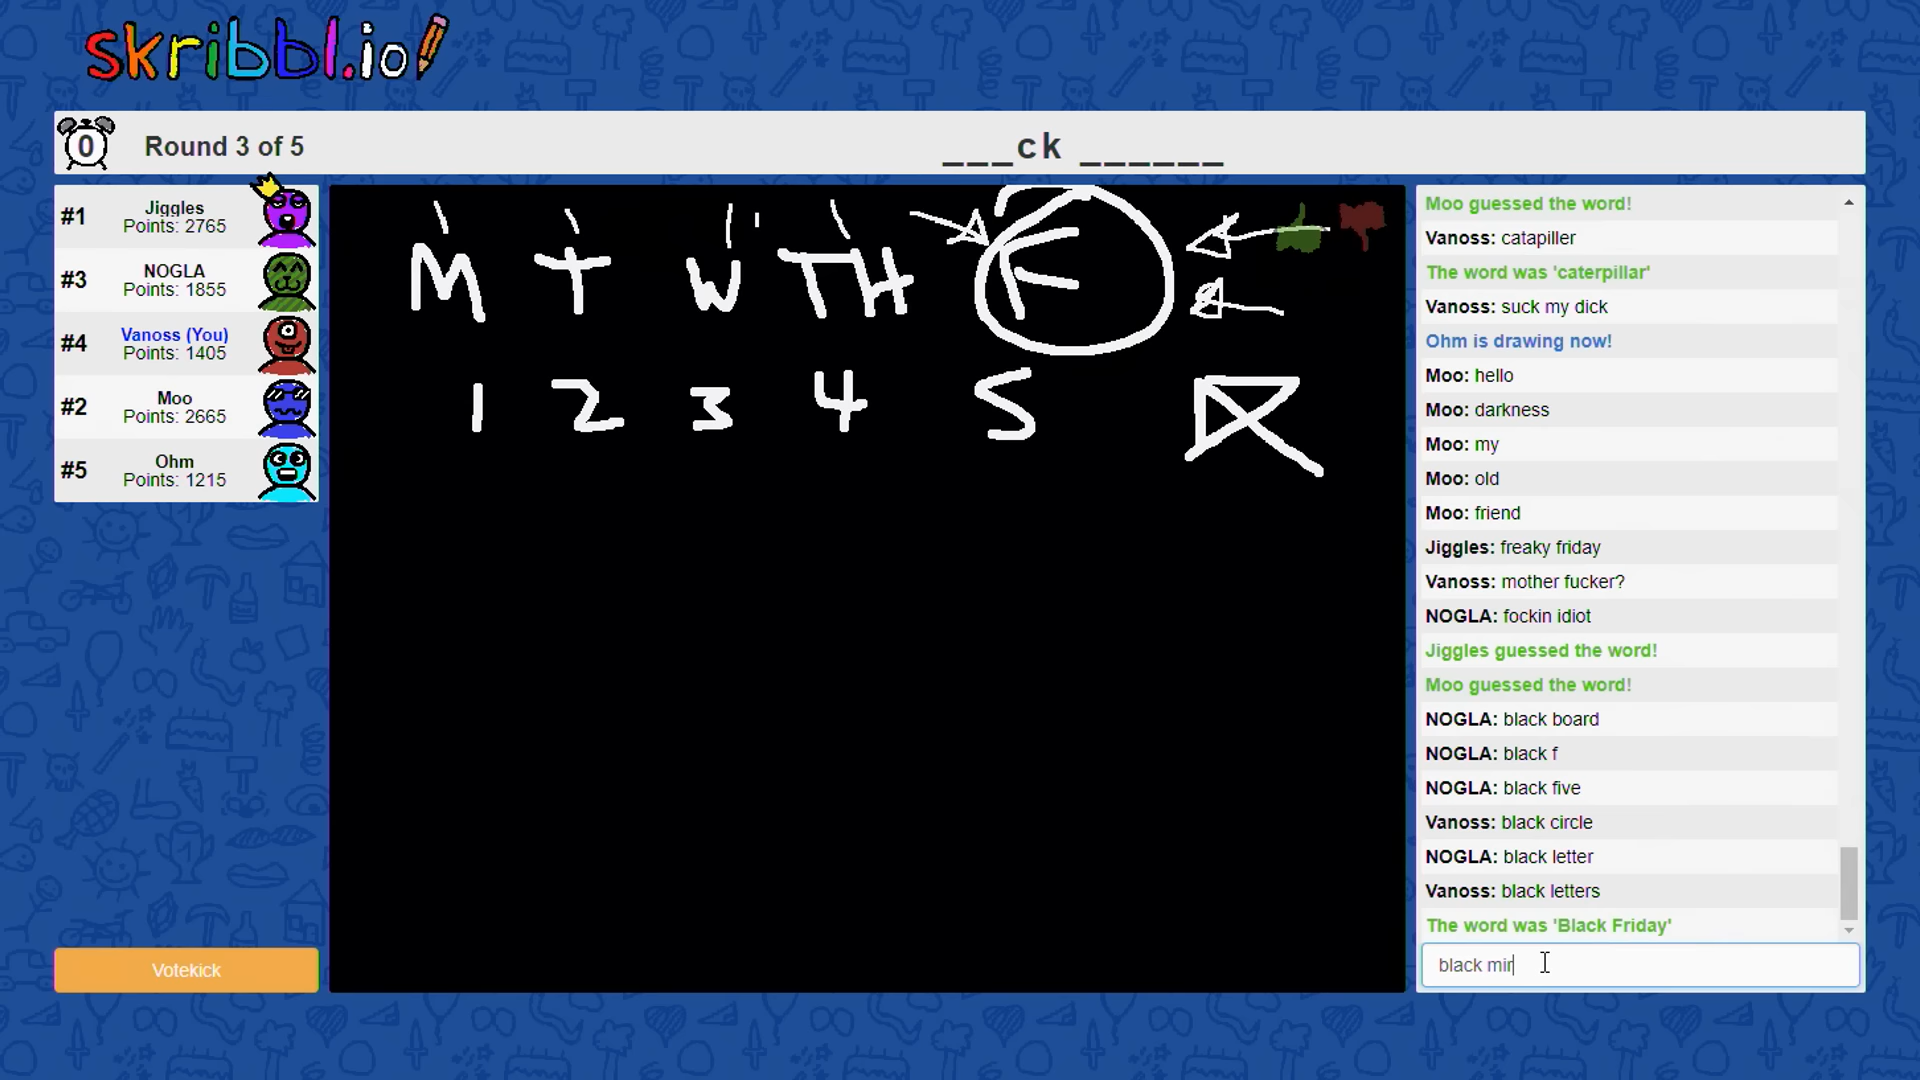 skribbl.io
0 Round 3 of 5 ___ck ______
#1 Jiggles
Points: 2765
#3 NOGLA
Points: 1855
#4 Vanoss (You)
Points: 1405
#2 Moo
Points: 2665
#5 Ohm
Points: 1215
Votekick
M T W TH F
1 2 3 4 5
Moo guessed the word!
Vanoss: catapiller
The word was 'caterpillar'
Vanoss: suck my dick
Ohm is drawing now!
Moo: hello
Moo: darkness
Moo: my
Moo: old
Moo: friend
Jiggles: freaky friday
Vanoss: mother fucker?
NOGLA: fockin idiot
Jiggles guessed the word!
Moo guessed the word!
NOGLA: black board
NOGLA: black f
NOGLA: black five
Vanoss: black circle
NOGLA: black letter
Vanoss: black letters
The word was 'Black Friday'
black mir